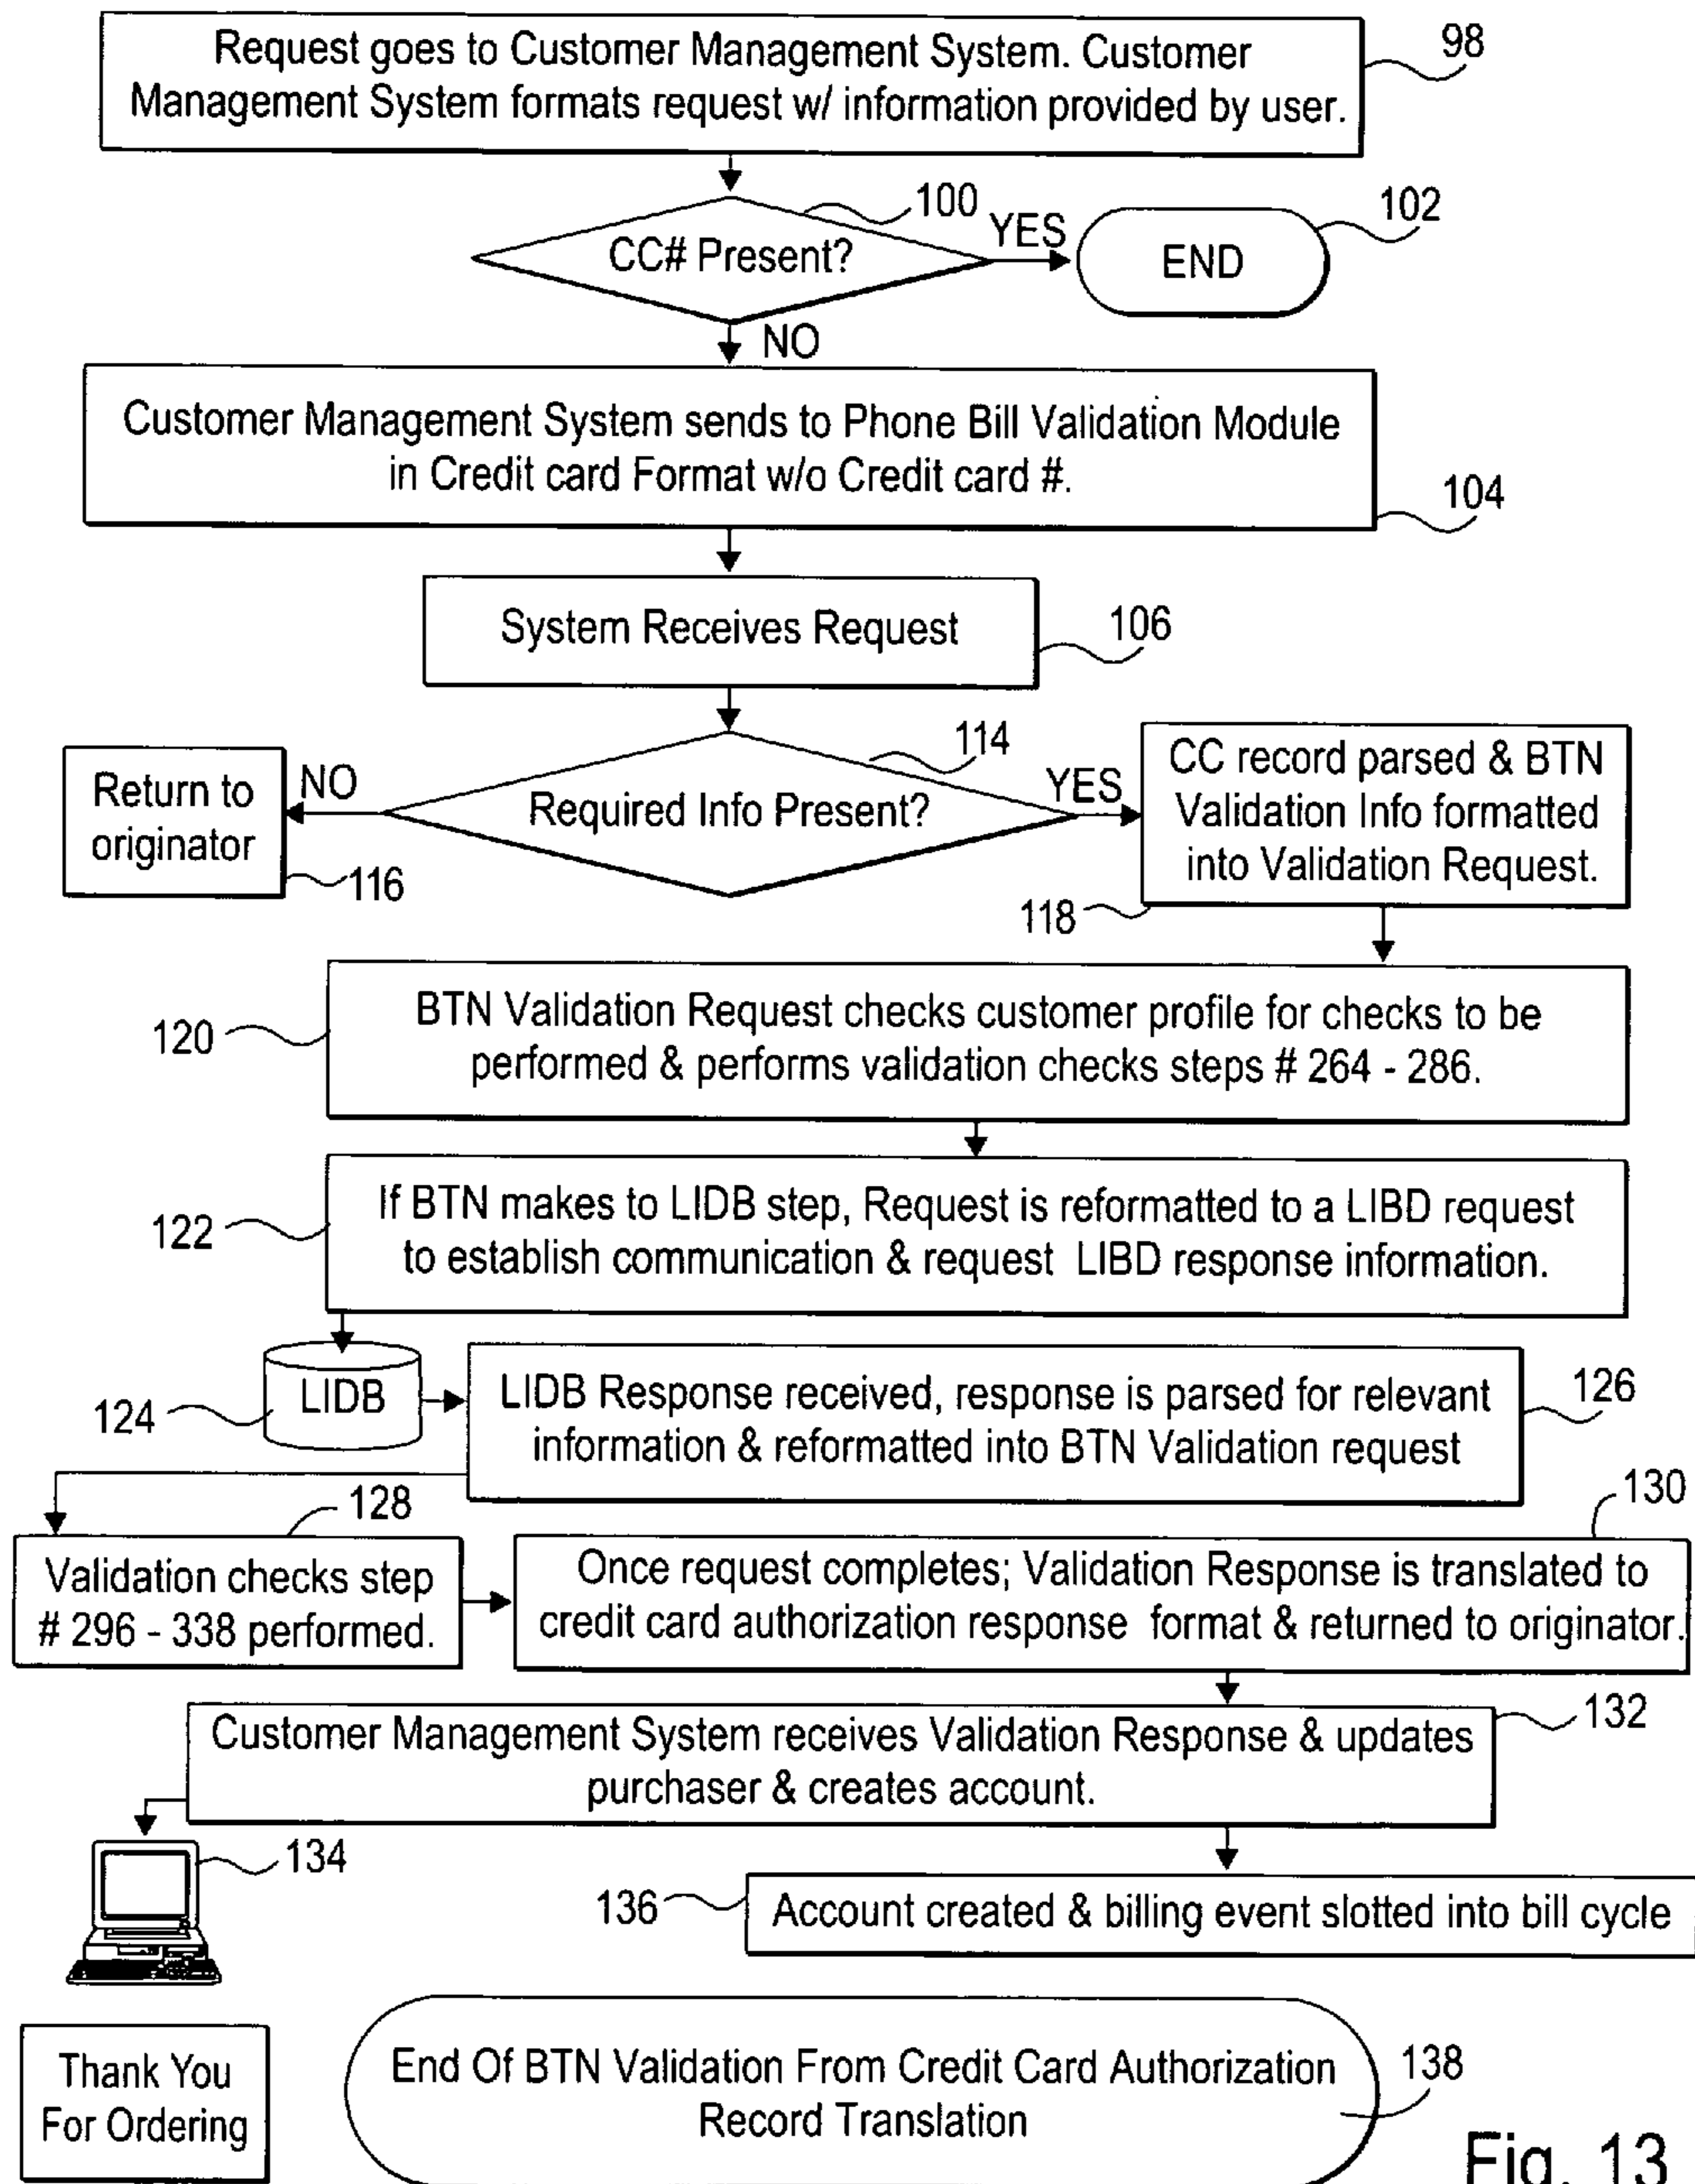 Request goes to Customer Management System. Customer
Management System formats request w/ information provided by user.
98
CC# Present?
100
YES
END
102
NO
Customer Management System sends to Phone Bill Validation Module
in Credit card Format w/o Credit card #.
104
System Receives Request
106
Return to
originator
116
NO
Required Info Present?
114
YES
CC record parsed & BTN
Validation Info formatted
into Validation Request.
118
120
BTN Validation Request checks customer profile for checks to be
performed & performs validation checks steps # 264 - 286.
122
If BTN makes to LIDB step, Request is reformatted to a LIBD request
to establish communication & request LIBD response information.
124
LIDB
LIDB Response received, response is parsed for relevant
information & reformatted into BTN Validation request
126
128
Validation checks step
# 296 - 338 performed.
130
Once request completes; Validation Response is translated to
credit card authorization response format & returned to originator.
Customer Management System receives Validation Response & updates
purchaser & creates account.
132
134
136
Account created & billing event slotted into bill cycle
Thank You
For Ordering
End Of BTN Validation From Credit Card Authorization
Record Translation
138
Fig. 13